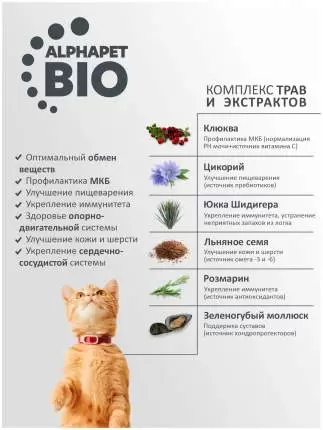 ALPHAPET
BIO
КОМПЛЕКС ТРАВ
И ЭКСТРАКТОВ
✓ Оптимальный обмен
веществ
✓ Профилактика МКБ
✓ Улучшение пищеварения
✓ Укрепление иммунитета
✓ Здоровье опорно-
двигательной системы
✓ Улучшение кожи и шерсти
✓ Укрепление сердечно-
сосудистой системы
Клюква
Профилактика МКБ (нормализация
PH мочи+источник витамина С)
Цикорий
Улучшение пищеварения
(источник пребиотиков)
Юкка Шидигера
Укрепление иммунитета, устранение
неприятных запахов из лотка
Льняное семя
Улучшение кожи и шерсти
(источник омега -3 и -6)
Розмарин
Укрепление иммунитета
(источник антиоксидантов)
Зеленогубый моллюск
Поддержка суставов
(источник хондропротекторов)